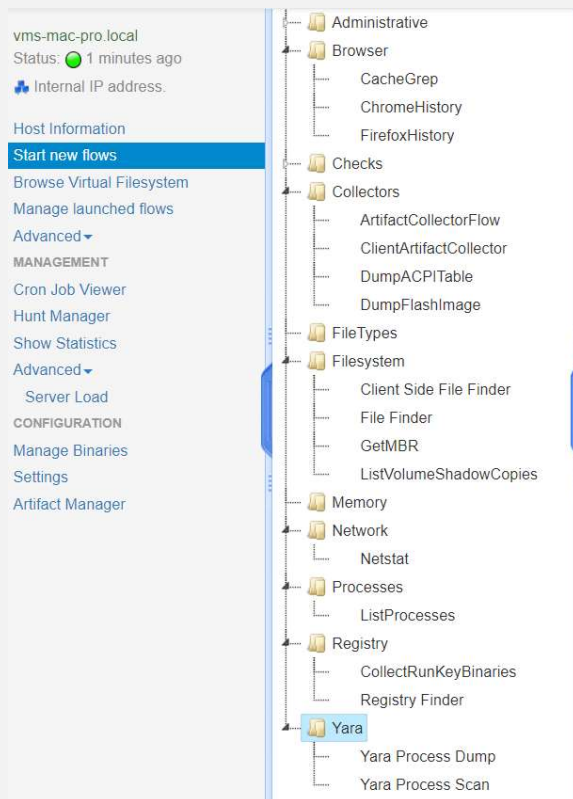 vms-mac-pro.local
Status: 1 minutes ago
Internal IP address.
Host Information
Start new flows
Browse Virtual Filesystem
Manage launched flows
Advanced
MANAGEMENT
Cron Job Viewer
Hunt Manager
Show Statistics
Advanced
Server Load
CONFIGURATION
Manage Binaries
Settings
Artifact Manager
Administrative
Browser
CacheGrep
ChromeHistory
FirefoxHistory
Checks
Collectors
ArtifactCollectorFlow
ClientArtifactCollector
DumpACPITable
DumpFlashImage
FileTypes
Filesystem
Client Side File Finder
File Finder
GetMBR
ListVolumeShadowCopies
Memory
Network
Netstat
Processes
ListProcesses
Registry
CollectRunKeyBinaries
Registry Finder
Yara
Yara Process Dump
Yara Process Scan